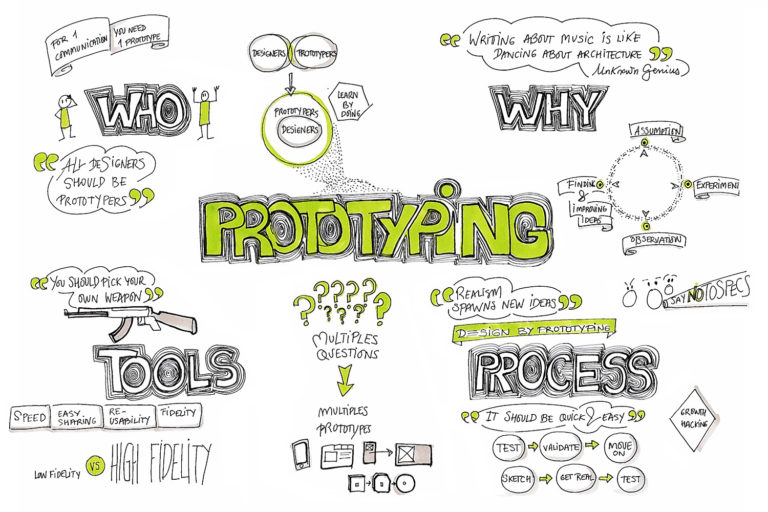 FOR 1
COMMUNICATION
YOU NEED
1 PROTOTYPE
WHO
ALL DESIGNERS
SHOULD BE
PROTOTYPERS
DESIGNERS
PROTOTYPERS
PROTOTYPERS
DESIGNERS
LEARN
BY
DOING
WRITING ABOUT MUSIC IS LIKE
DANCING ABOUT ARCHITECTURE
UNKNOWN GENIUS
WHY
ASSUMOTION
EXPERIMENT
OBSERVATION
FINDING
&
IMPROVING
IDEAS
PROTOTYPING
YOU SHOULD PICK YOUR
OWN WEAPON
TOOLS
SPEED
EASY
SHARING
RE-
USABILITY
FIDELITY
LOW FIDELITY
VS
HIGH FIDELITY
? ? ? ? ? ?
? ? ? ? ?
MULTIPLES
QUESTIONS
MULTIPLES
PROTOTYPES
REALISM
SPAWNS NEW IDEAS
DESIGN BY PROTOTYPING
PROCESS
IT SHOULD BE QUICK & EASY
TEST
VALIDATE
MOVE
ON
SKETCH
GET REAL
TEST
SAY NO TO SPECS
GROWTH
HACKING